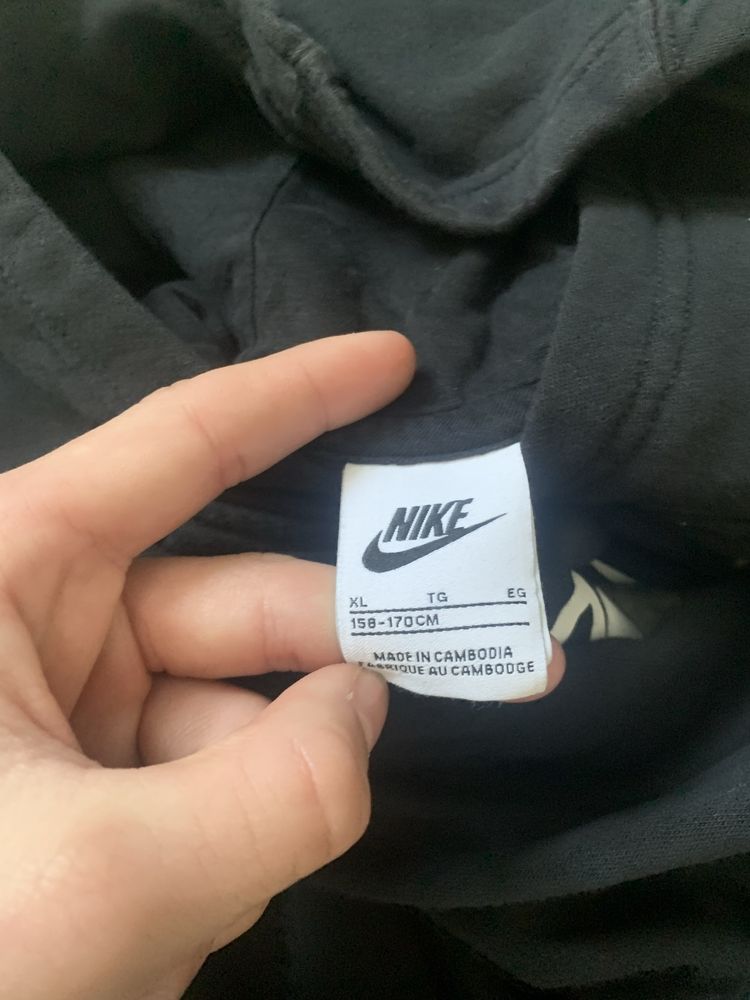 NIKE
XL TG EG
158-170CM
MADE IN CAMBODIA
FABRIQUE AU CAMBODGE